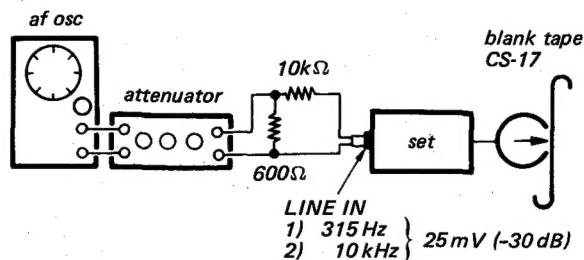 af osc
attenuator
10kΩ
600Ω
set
blank tape
CS-17
LINE IN
1) 315 Hz
2) 10 kHz
25 mV (-30 dB)